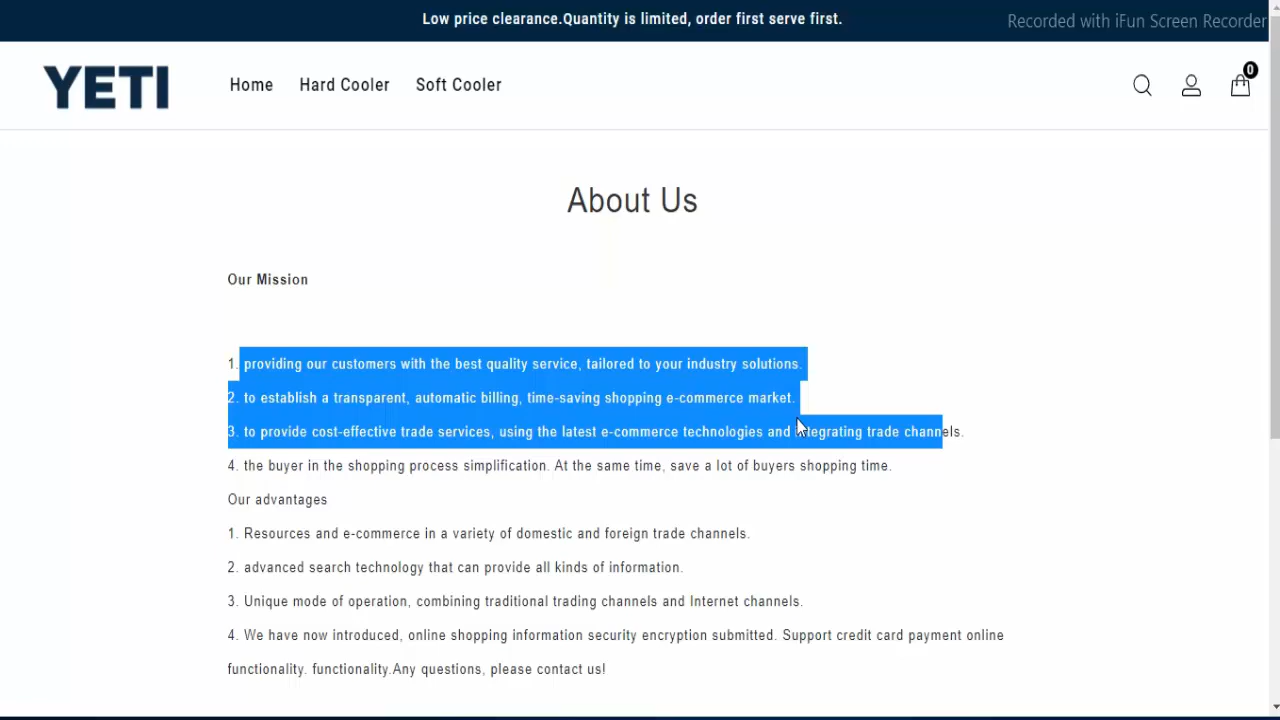 Low price clearance.Quantity is limited, order first serve first.
Recorded with iFun Screen Recorder
YETI
Home
Hard Cooler
Soft Cooler
0
About Us
Our Mission
1. providing our customers with the best quality service, tailored to your industry solutions.
2. to establish a transparent, automatic billing, time-saving shopping e-commerce market.
3. to provide cost-effective trade services, using the latest e-commerce technologies and integrating trade channels.
4. the buyer in the shopping process simplification. At the same time, save a lot of buyers shopping time.
Our advantages
1. Resources and e-commerce in a variety of domestic and foreign trade channels.
2. advanced search technology that can provide all kinds of information.
3. Unique mode of operation, combining traditional trading channels and Internet channels.
4. We have now introduced, online shopping information security encryption submitted. Support credit card payment online
functionality. functionality.Any questions, please contact us!